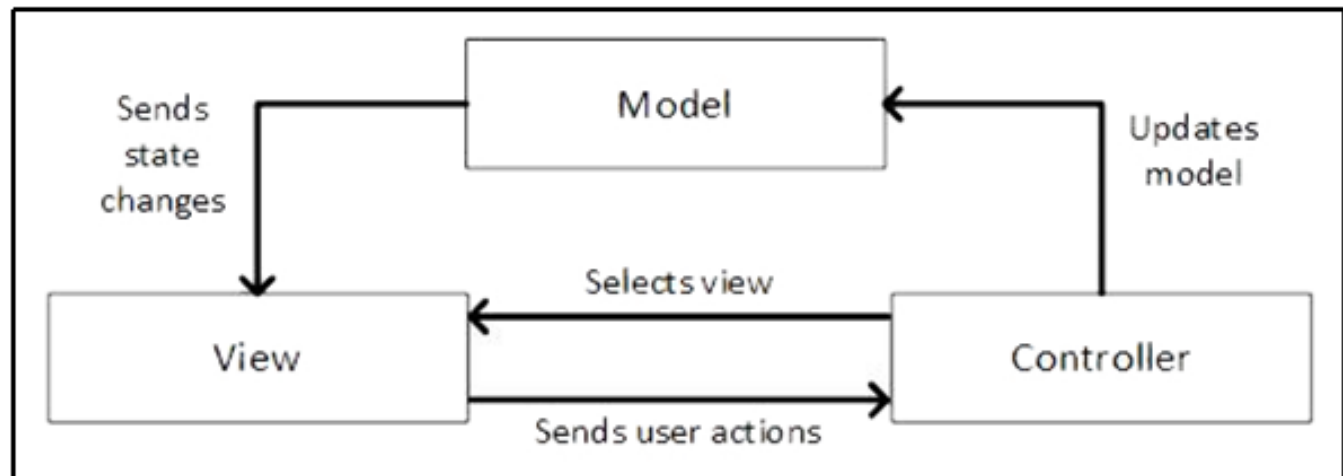 Model
Sends
state
changes
Updates
model
Selects view
View
Controller
Sends user actions